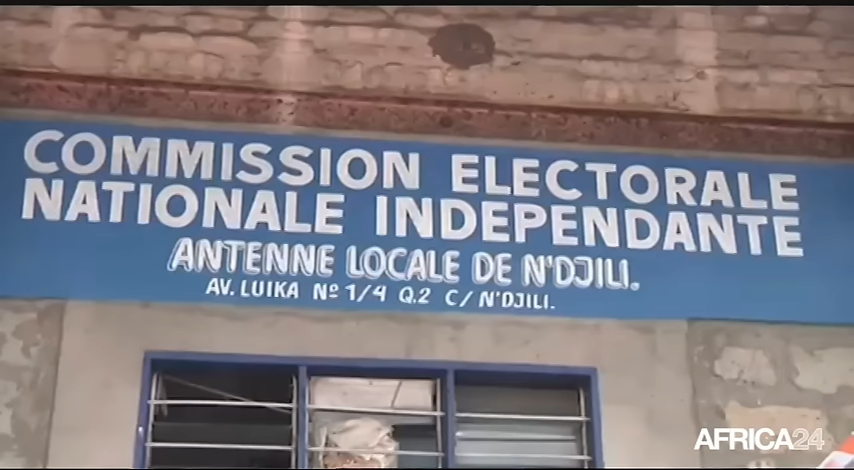 COMMISSION ELECTORALE
NATIONALE INDEPENDANTE
ANTENNE LOCALE DE N'DJILI.
AV. LUIKA Nº 1/4 Q.2 C/ N'DJILI.
AFRICA24